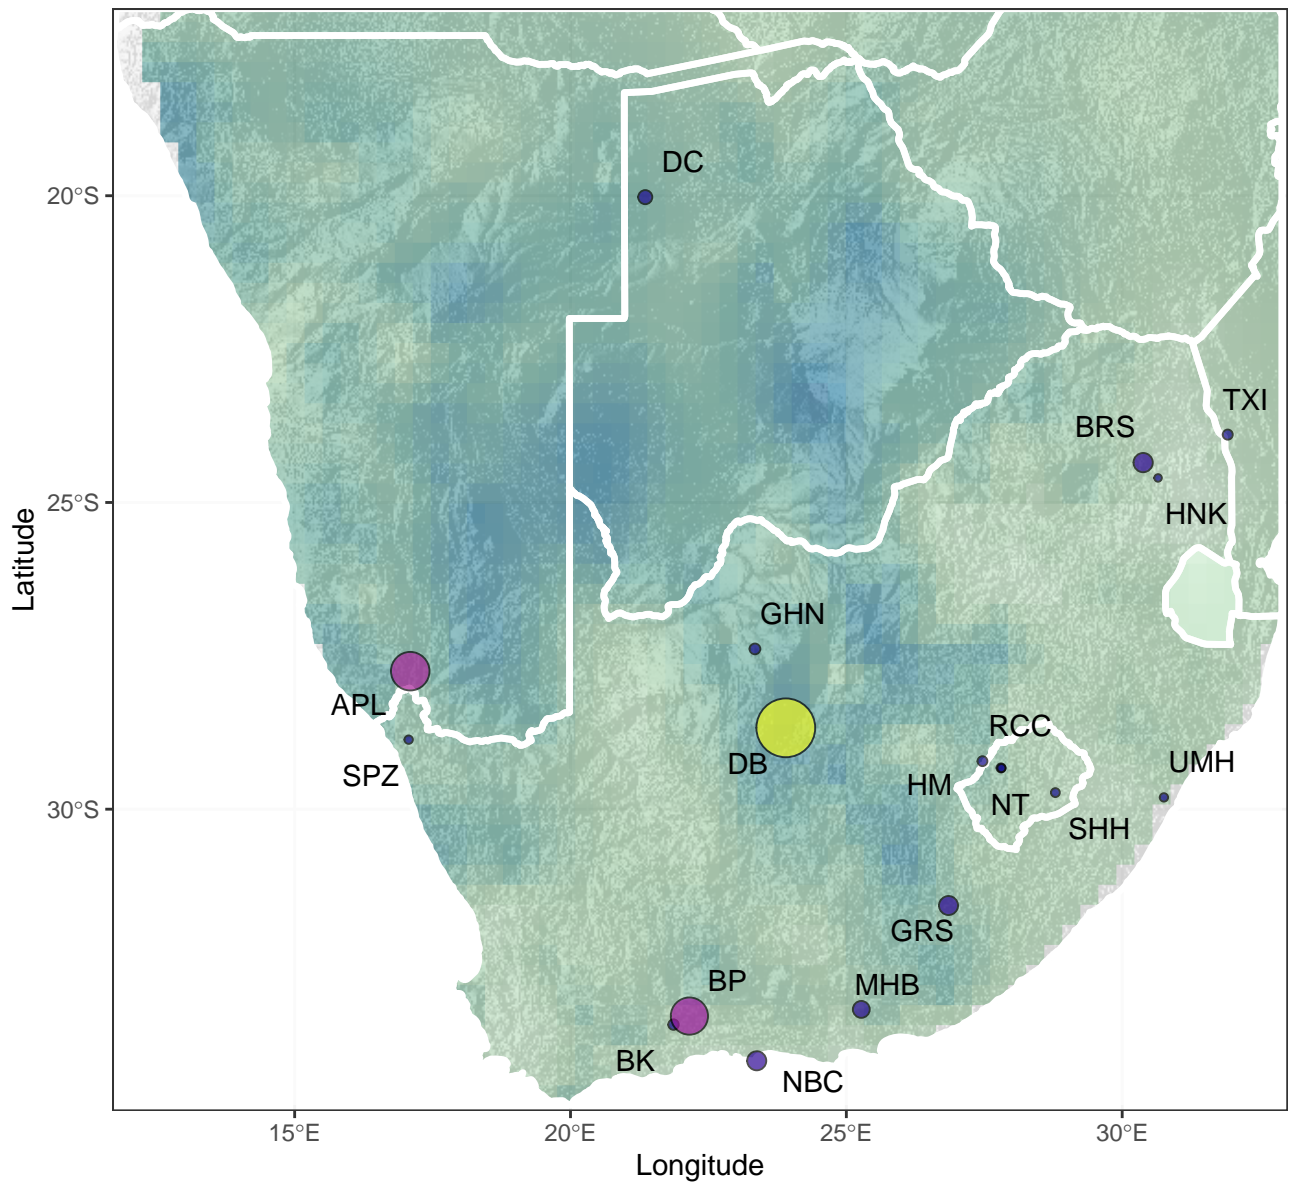 DC
20°S
TXI
BRS
25°S
HNK
GHN
APL
RCC
DB
SPZ
UMH
HM
NT
30°S
SHH
GRS
BP
MHB
BK
NBC
15°E
20°E
25°E
30°E
Longitude
Latitude